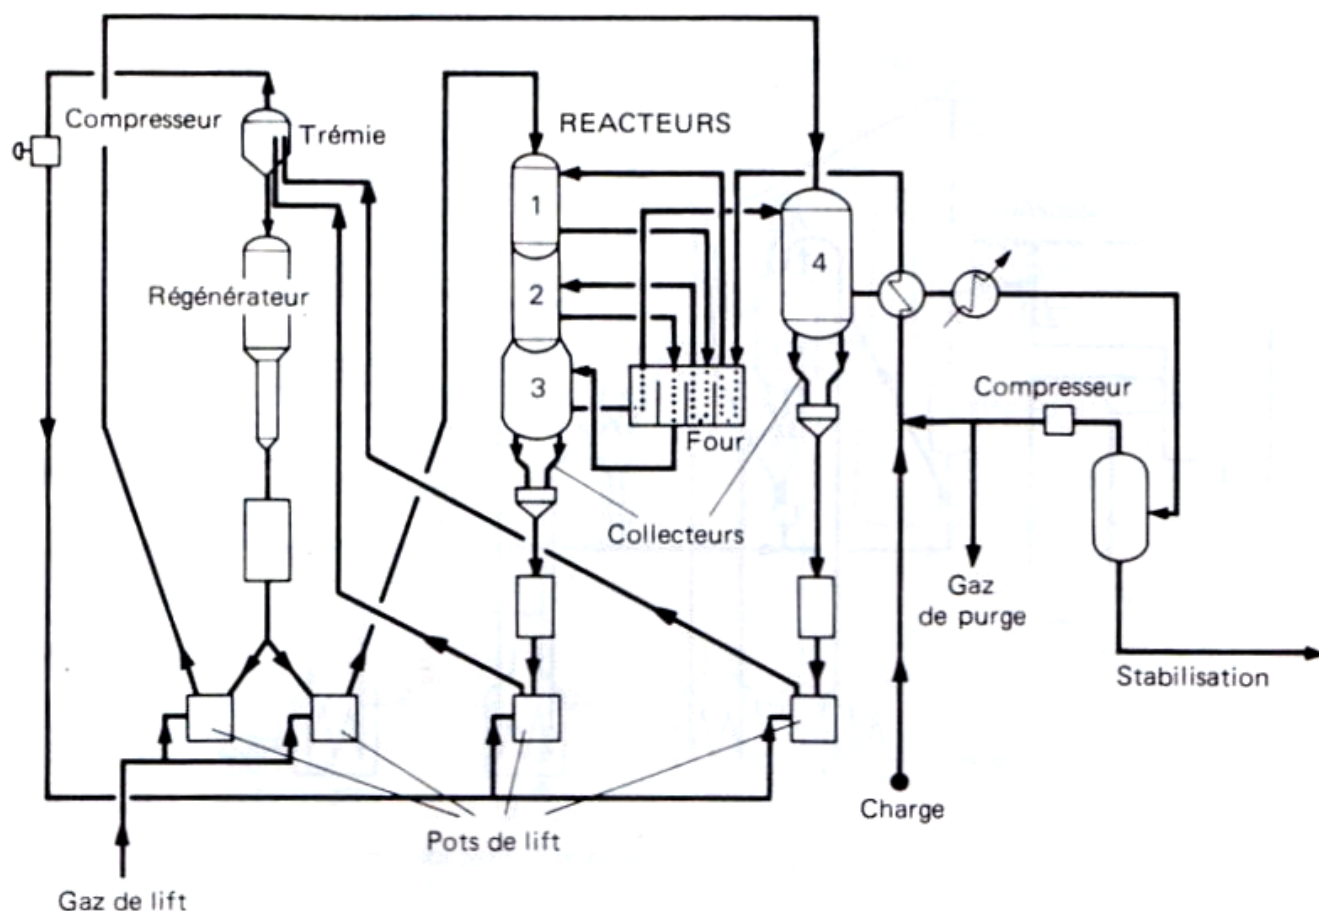 Compresseur
Trémie
REACTEURS
1
2
3
4
Régénérateur
Four
Compresseur
Collecteurs
Gaz
de purge
Stabilisation
Charge
Pots de lift
Gaz de lift